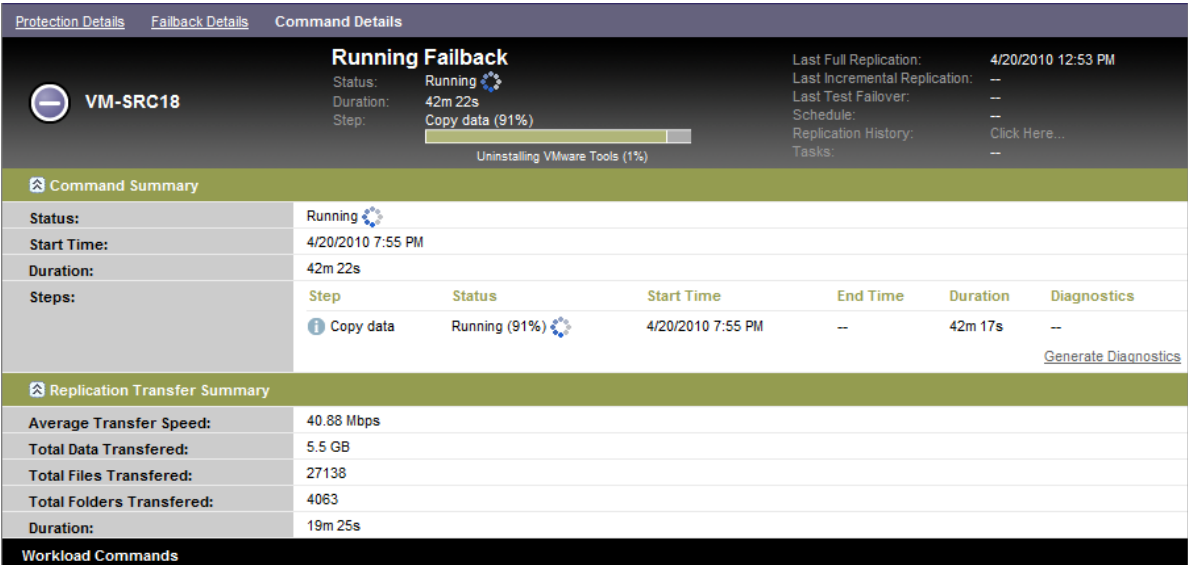 Protection Details Failback Details Command Details
VM-SRC18
Running Failback
Status: Running
Duration: 42m 22s
Step: Copy data (91%)
Uninstalling VMware Tools (1%)
Last Full Replication: 4/20/2010 12:53 PM
Last Incremental Replication: --
Last Test Failover: --
Schedule: --
Replication History: Click Here...
Tasks: --
Command Summary
Status: Running
Start Time: 4/20/2010 7:55 PM
Duration: 42m 22s
Steps: Step Status Start Time End Time Duration Diagnostics
Copy data Running (91%) 4/20/2010 7:55 PM -- 42m 17s --
Generate Diagnostics
Replication Transfer Summary
Average Transfer Speed: 40.88 Mbps
Total Data Transfered: 5.5 GB
Total Files Transfered: 27138
Total Folders Transfered: 4063
Duration: 19m 25s
Workload Commands